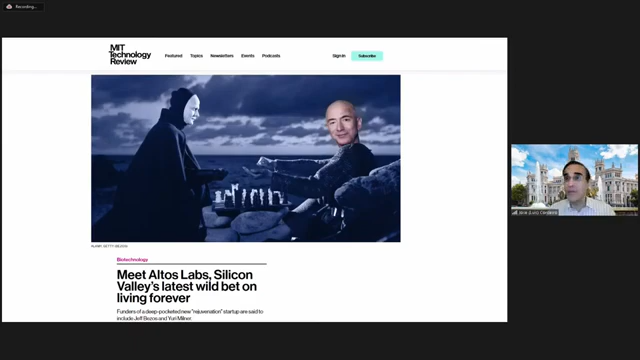 Recording...
MIT
Technology
Review
Featured Topics Newsletters Events Podcasts Sign in Subscribe
Biotechnology
Meet Altos Labs, Silicon
Valley's latest wild bet on
living forever
Funders of a deep-pocketed new "rejuvenation" startup are said to
include Jeff Bezos and Yuri Milner.